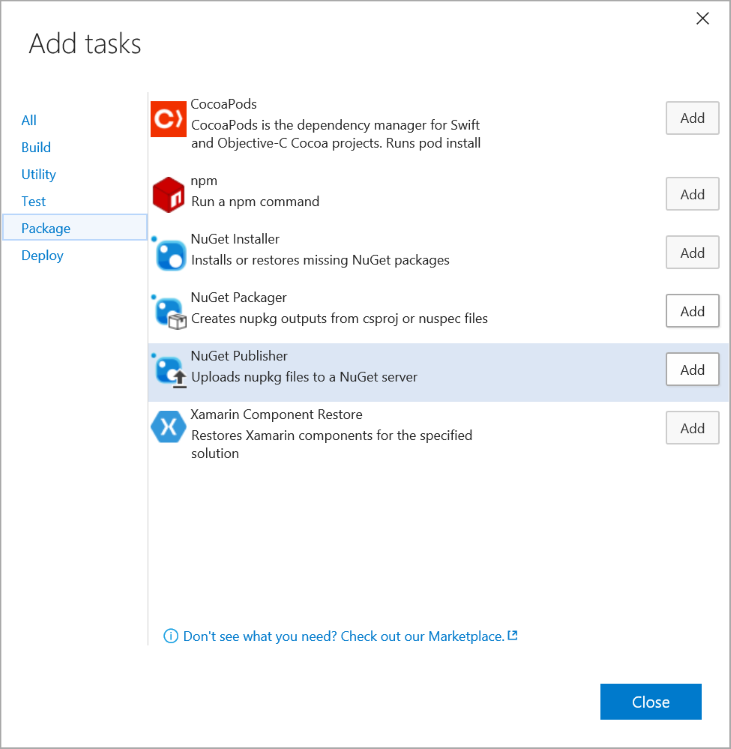 Add tasks
All
Build
Utility
Test
Package
Deploy
CocoaPods
CocoaPods is the dependency manager for Swift
and Objective-C Cocoa projects. Runs pod install
Add
npm
Run a npm command
Add
NuGet Installer
Installs or restores missing NuGet packages
Add
NuGet Packager
Creates nupkg outputs from csproj or nuspec files
Add
NuGet Publisher
Uploads nupkg files to a NuGet server
Add
Xamarin Component Restore
Restores Xamarin components for the specified
solution
Add
Don't see what you need? Check out our Marketplace.
Close